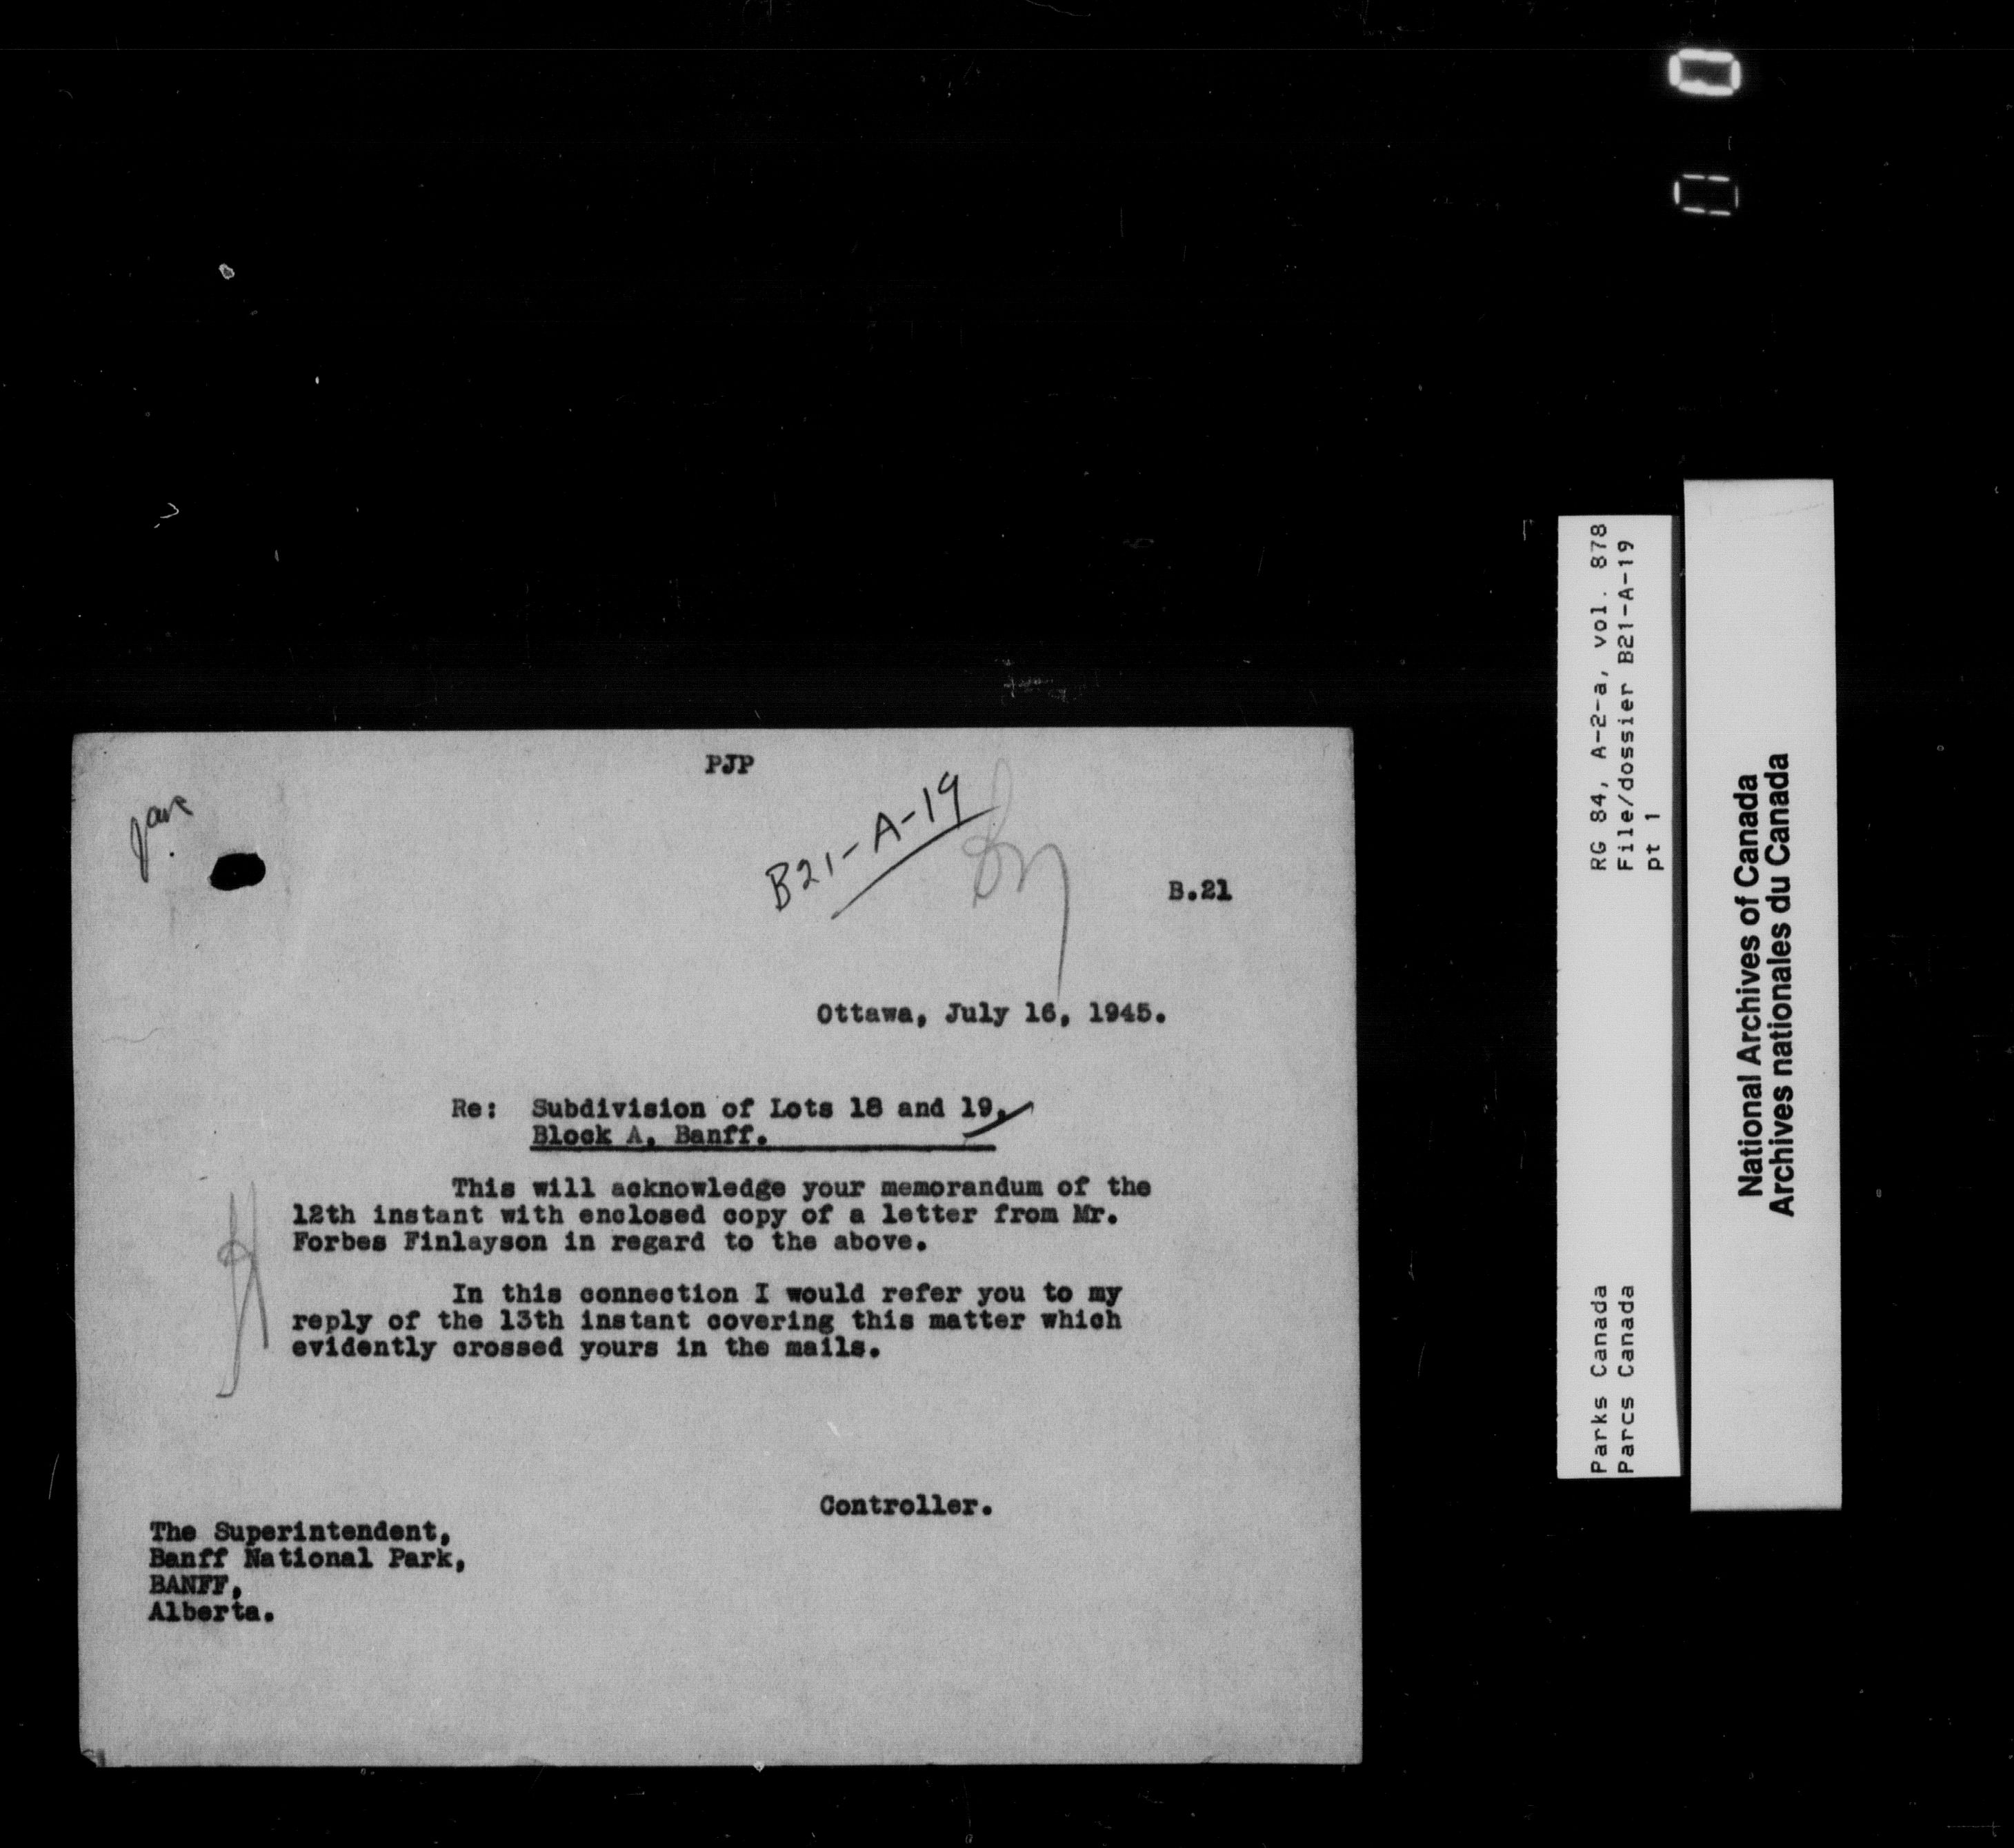 PJP
B21-A-19
B.21
Ottawa, July 16, 1945.
Re: Subdivision of Lots 18 and 19,
Block A, Banff.
This will acknowledge your memorandum of the
12th instant with enclosed copy of a letter from Mr.
Forbes Finlayson in regard to the above.
In this connection I would refer you to my
reply of the 13th instant covering this matter which
evidently crossed yours in the mails.
Controller.
The Superintendent,
Banff National Park,
BANFF,
Alberta.
RG 84, A-2-a, vol. 878
File/dossier B21-A-19
pt 1
Parks Canada
Parcs Canada
National Archives of Canada
Archives nationales du Canada